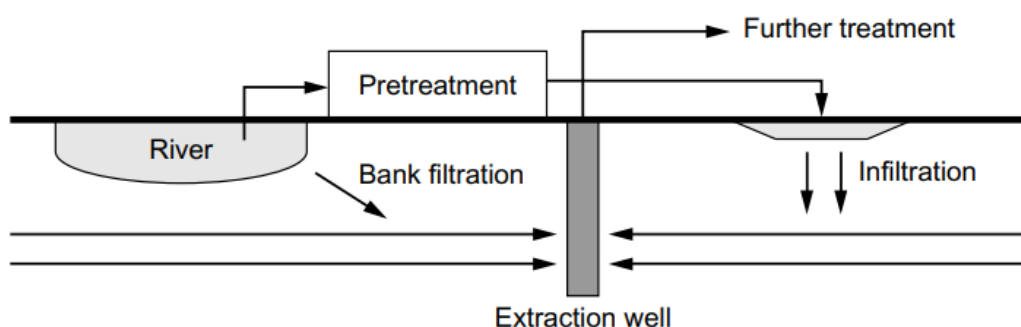 Further treatment
Pretreatment
River
Bank filtration
Infiltration
Extraction well